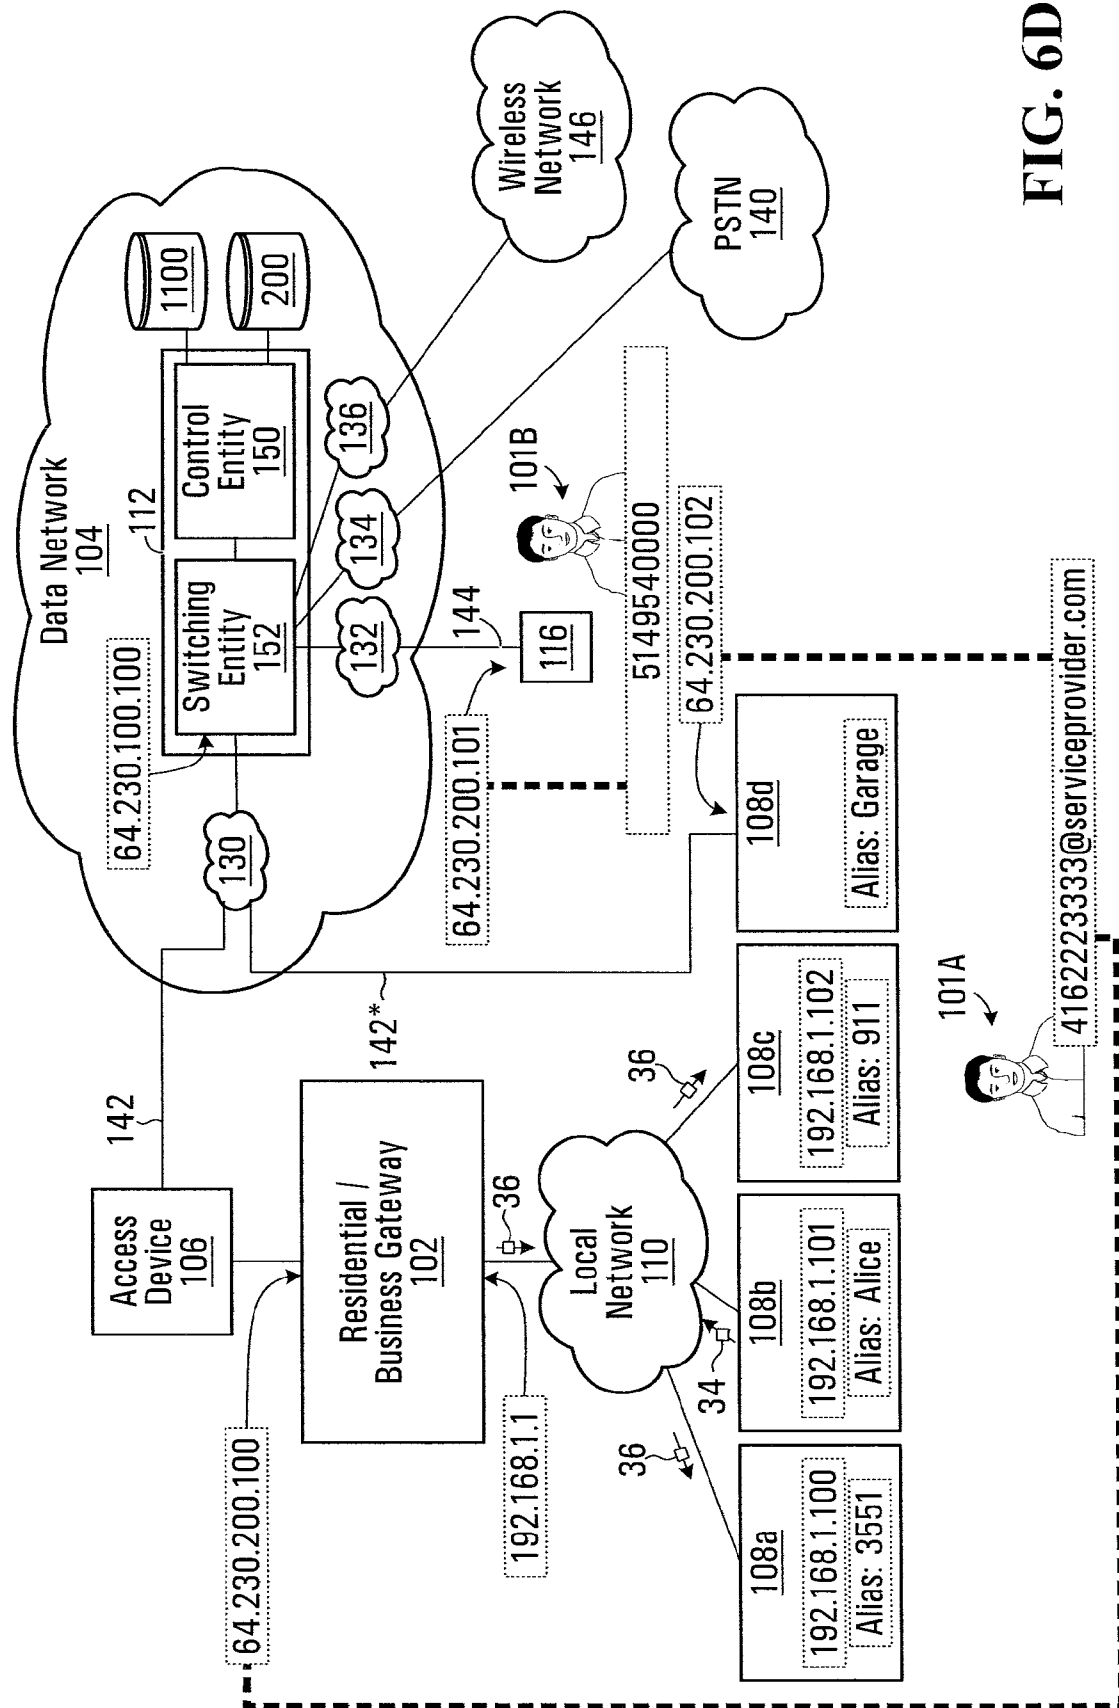 Data Network
104
112
64.230.100.100
Switching
Entity
152
Control
Entity
150
1100
200
130
132
134
136
Wireless
Network
146
PSTN
140
142
142*
144
64.230.200.101
116
101B
5149540000
Access
Device
106
64.230.200.100
Residential /
Business Gateway
102
192.168.1.1
36
Local
Network
110
36
34
36
64.230.200.102
108a
192.168.1.100
Alias: 3551
108b
192.168.1.101
Alias: Alice
108c
192.168.1.102
Alias: 911
108d
Alias: Garage
101A
4162223333@serviceprovider.com
FIG. 6D